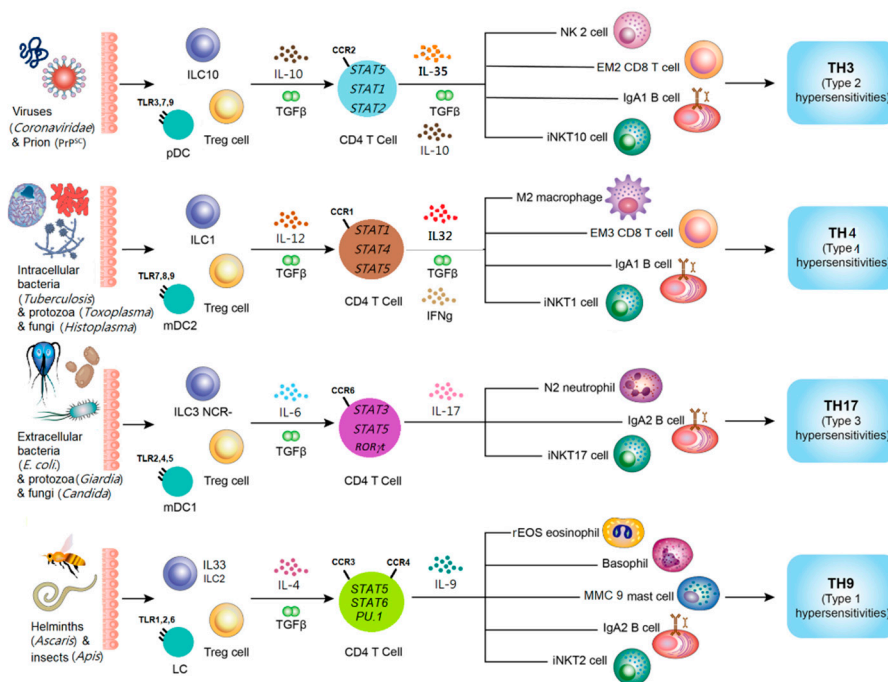 Viruses
(Coronaviridae)
& Prion (PrPSC)
ILC10
TLR3,7,9
pDC
Treg cell
IL-10
TGFβ
CCR2
STAT5
STAT1
STAT2
CD4 T Cell
IL-35
TGFβ
IL-10
NK 2 cell
EM2 CD8 T cell
IgA1 B cell
iNKT10 cell
TH3
(Type 2
hypersensitivities)
Intracellular
bacteria
(Tuberculosis)
& protozoa (Toxoplasma)
& fungi (Histoplasma)
ILC1
TLR7,8,9
mDC2
Treg cell
IL-12
TGFβ
CCR1
STAT1
STAT4
STAT5
CD4 T Cell
IL32
TGFβ
IFNg
M2 macrophage
EM3 CD8 T cell
IgA1 B cell
iNKT1 cell
TH4
(Type 4
hypersensitivities)
Extracellular
bacteria
(E. coli)
& protozoa(Giardia)
& fungi (Candida)
ILC3 NCR-
TLR2,4,5
mDC1
Treg cell
IL-6
TGFβ
CCR6
STAT3
STAT5
RORγt
CD4 T Cell
IL-17
N2 neutrophil
IgA2 B cell
iNKT17 cell
TH17
(Type 3
hypersensitivities)
Helminths
(Ascaris) &
insects (Apis)
IL33
ILC2
TLR1,2,6
LC
Treg cell
IL-4
TGFβ
CCR3
CCR4
STAT5
STAT6
PU.1
CD4 T Cell
IL-9
rEOS eosinophil
Basophil
MMC 9 mast cell
IgA2 B cell
iNKT2 cell
TH9
(Type 1
hypersensitivities)